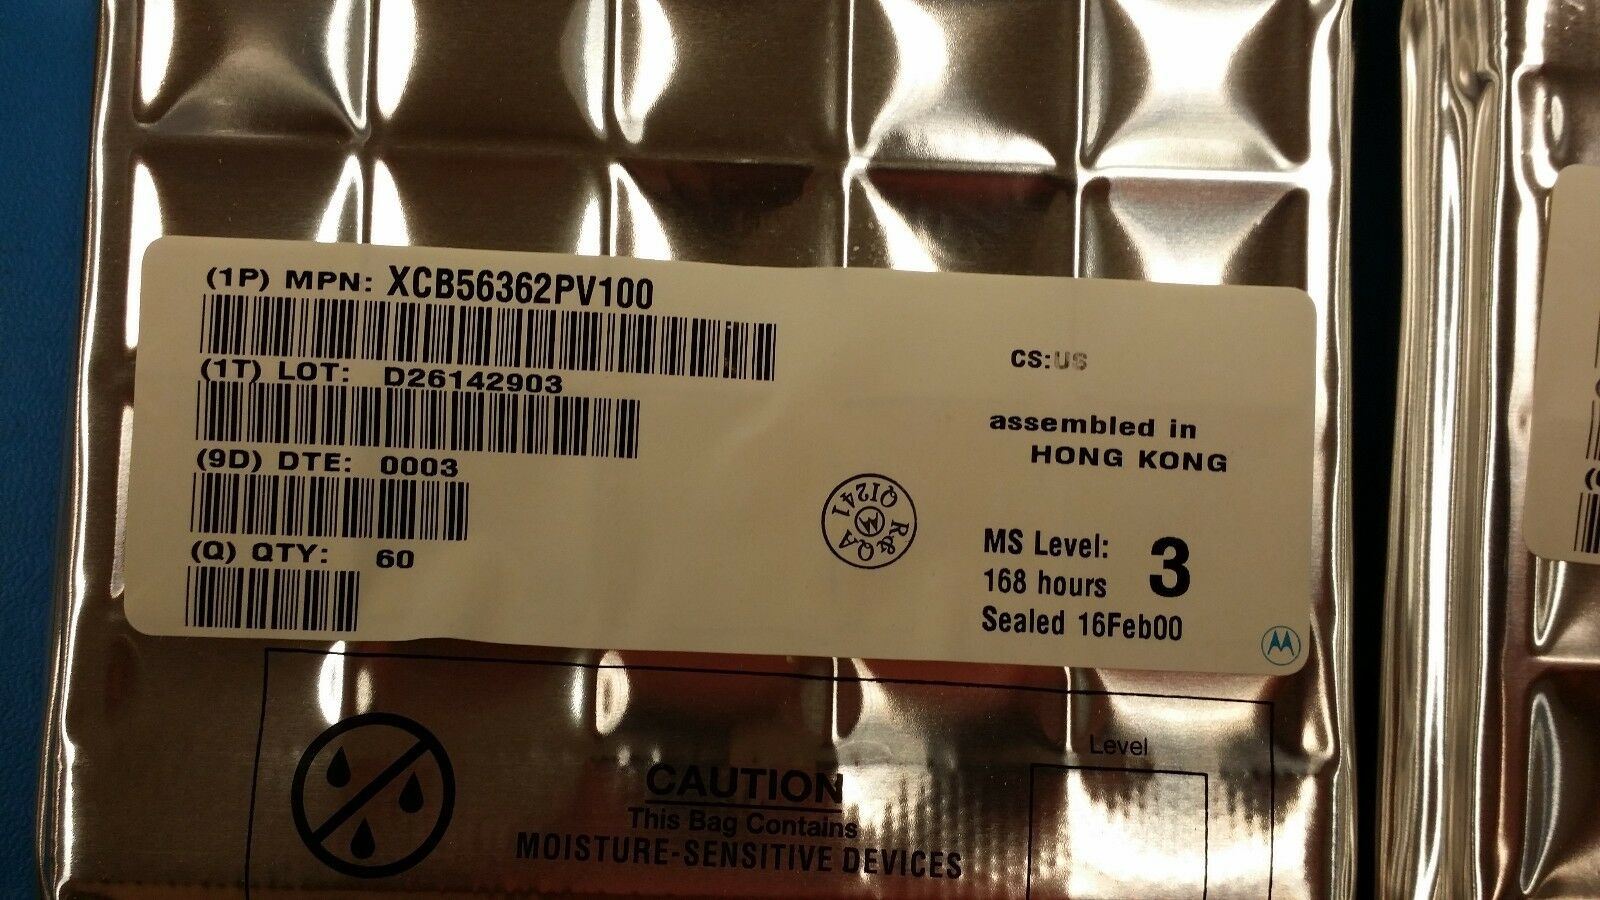 (1P) MPN: XCB56362PV100
(1T) LOT: D26142903
(9D) DTE: 0003
(Q) QTY: 60
CS:US
assembled in
HONG KONG
R&QA
QI241
MS Level: 3
168 hours
Sealed 16Feb00
Level
CAUTION
This Bag Contains
MOISTURE-SENSITIVE DEVICES